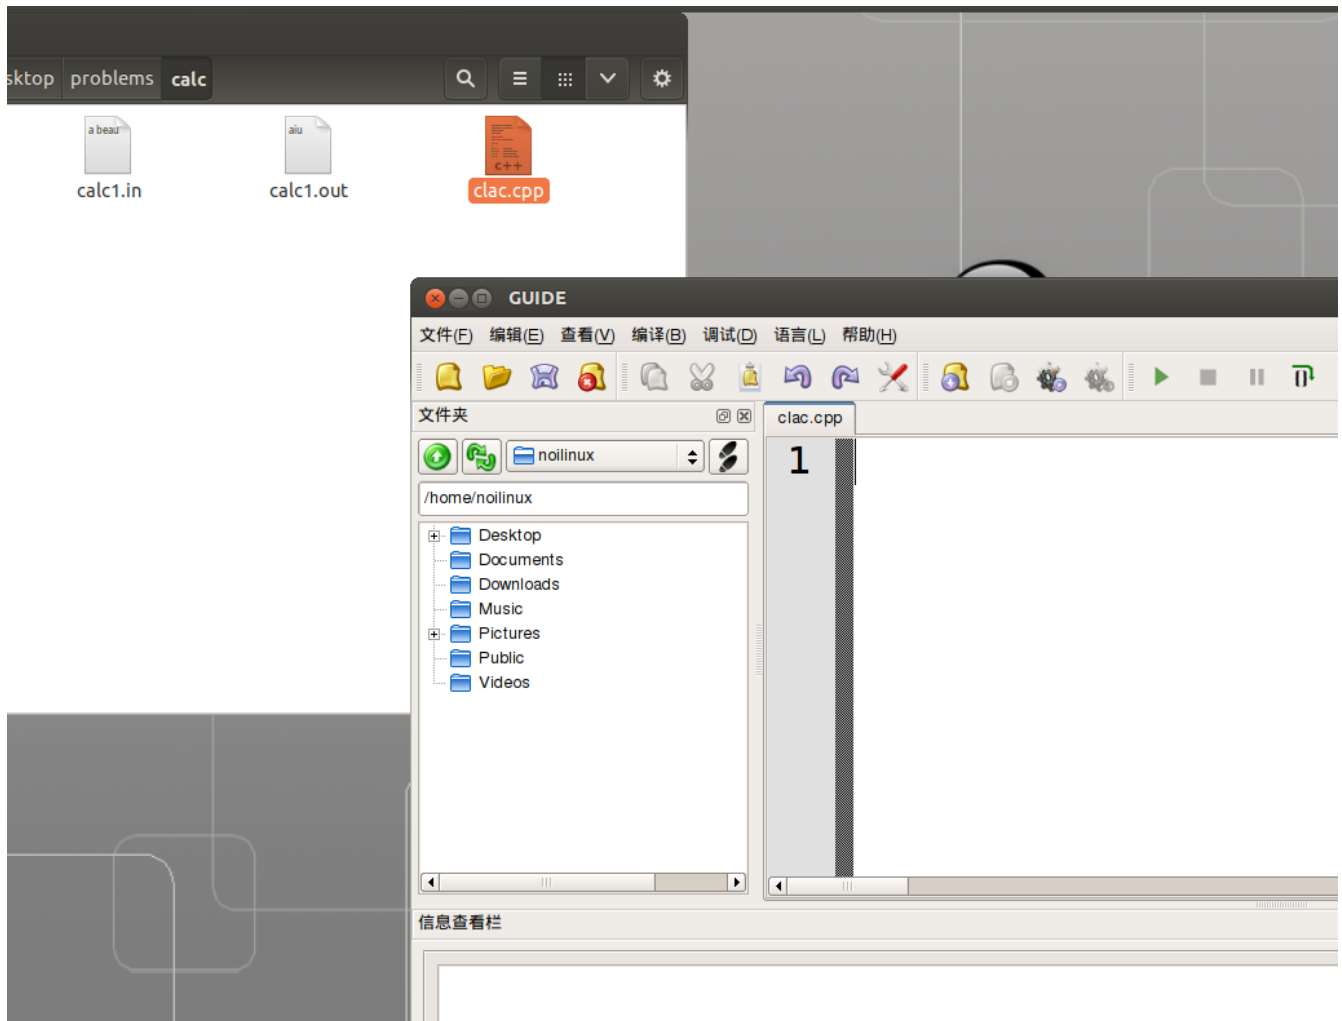 sktop problems calc
a beau
aiu
c++
calc1.in calc1.out clac.cpp
GUIDE
文件(F) 编辑(E) 查看(V) 编译(B) 调试(D) 语言(L) 帮助(H)
文件夹
clac.cpp
noilinux
1
/home/noilinux
Desktop
Documents
Downloads
Music
Pictures
Public
Videos
信息查看栏